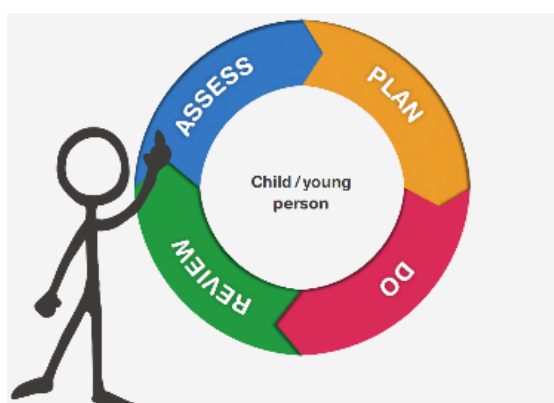 ASSESS
PLAN
Child / young
person
REVIEW
DO